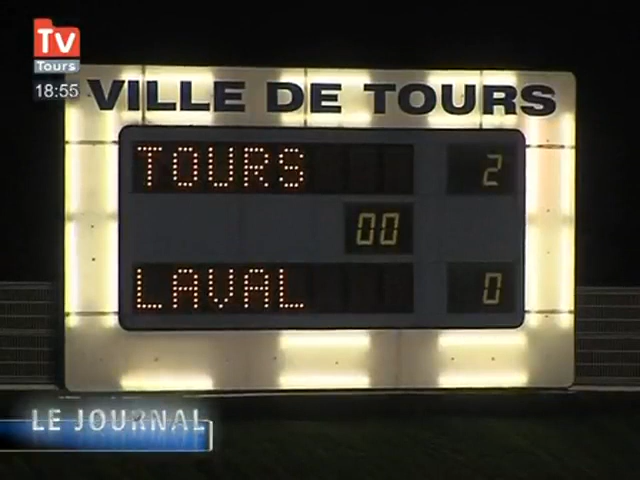 TV
Tours
18:55
VILLE DE TOURS
TOURS 2
00
LAVAL 0
LE JOURNAL